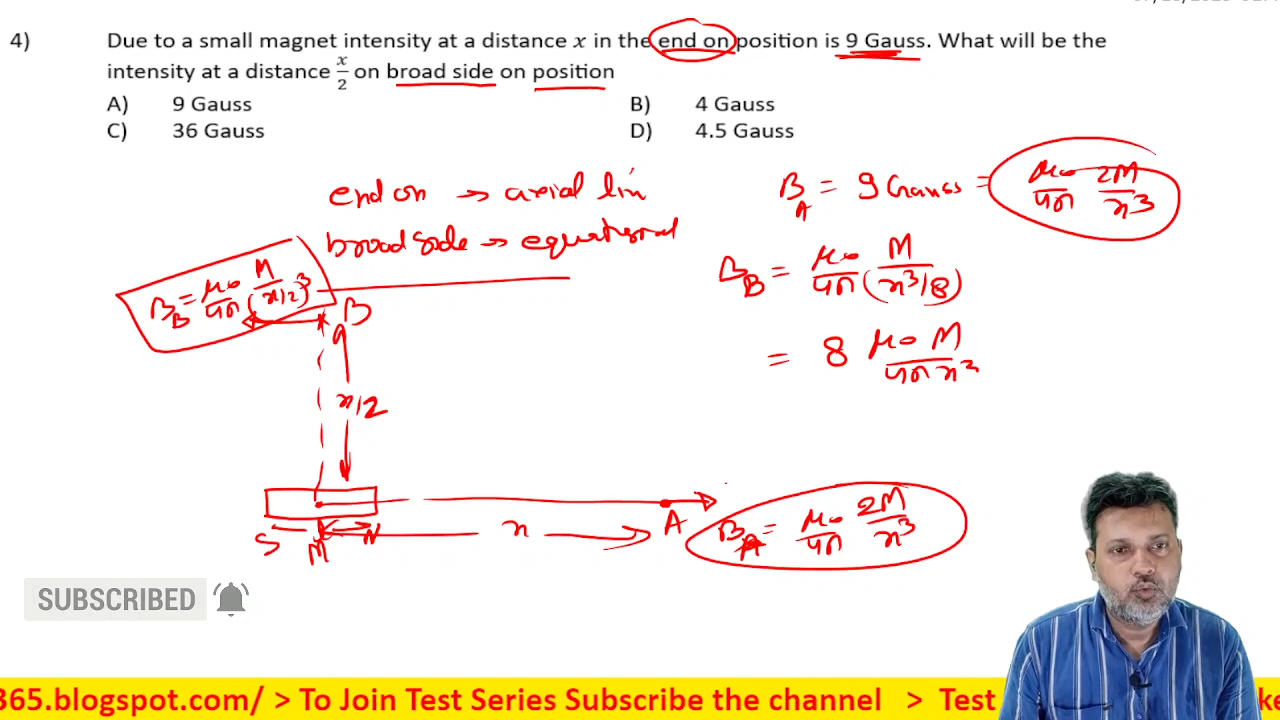 4) Due to a small magnet intensity at a distance x in the end on position is 9 Gauss. What will be the
intensity at a distance x/2 on broad side on position
A) 9 Gauss B) 4 Gauss
C) 36 Gauss D) 4.5 Gauss
end on → axial lin
broad side → equatorial
B_A = 9 Gauss = μ₀/4π 2M/x³
B_B = μ₀/4π M/(x³/8)
= 8 μ₀ M/4π x³
B_B = μ₀/4π M/(x/2)³
B
x/2
S M N
x
A
B_A = μ₀/4π 2M/x³
SUBSCRIBED
365.blogspot.com/ > To Join Test Series Subscribe the channel > Test